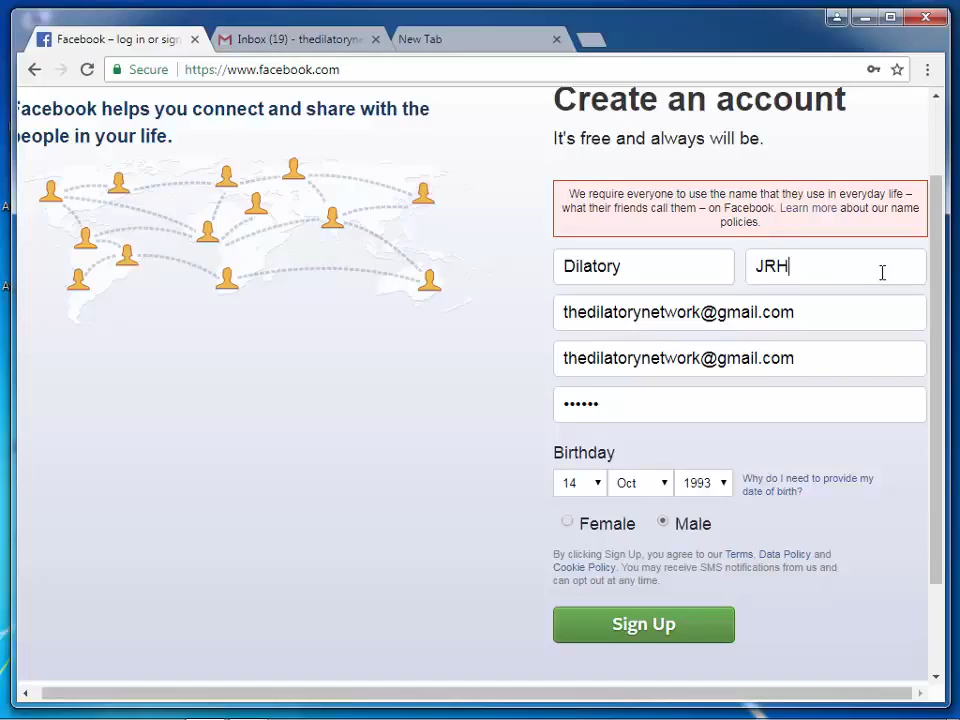 Facebook – log in or sign
Inbox (19) - thedilatoryne
New Tab
Secure
https://www.facebook.com
Facebook helps you connect and share with the
people in your life.
Create an account
It's free and always will be.
We require everyone to use the name that they use in everyday life –
what their friends call them – on Facebook. Learn more about our name
policies.
Dilatory
JRH
thedilatorynetwork@gmail.com
thedilatorynetwork@gmail.com
••••••
Birthday
14
Oct
1993
Why do I need to provide my
date of birth?
Female
Male
By clicking Sign Up, you agree to our Terms, Data Policy and
Cookie Policy. You may receive SMS notifications from us and
can opt out at any time.
Sign Up